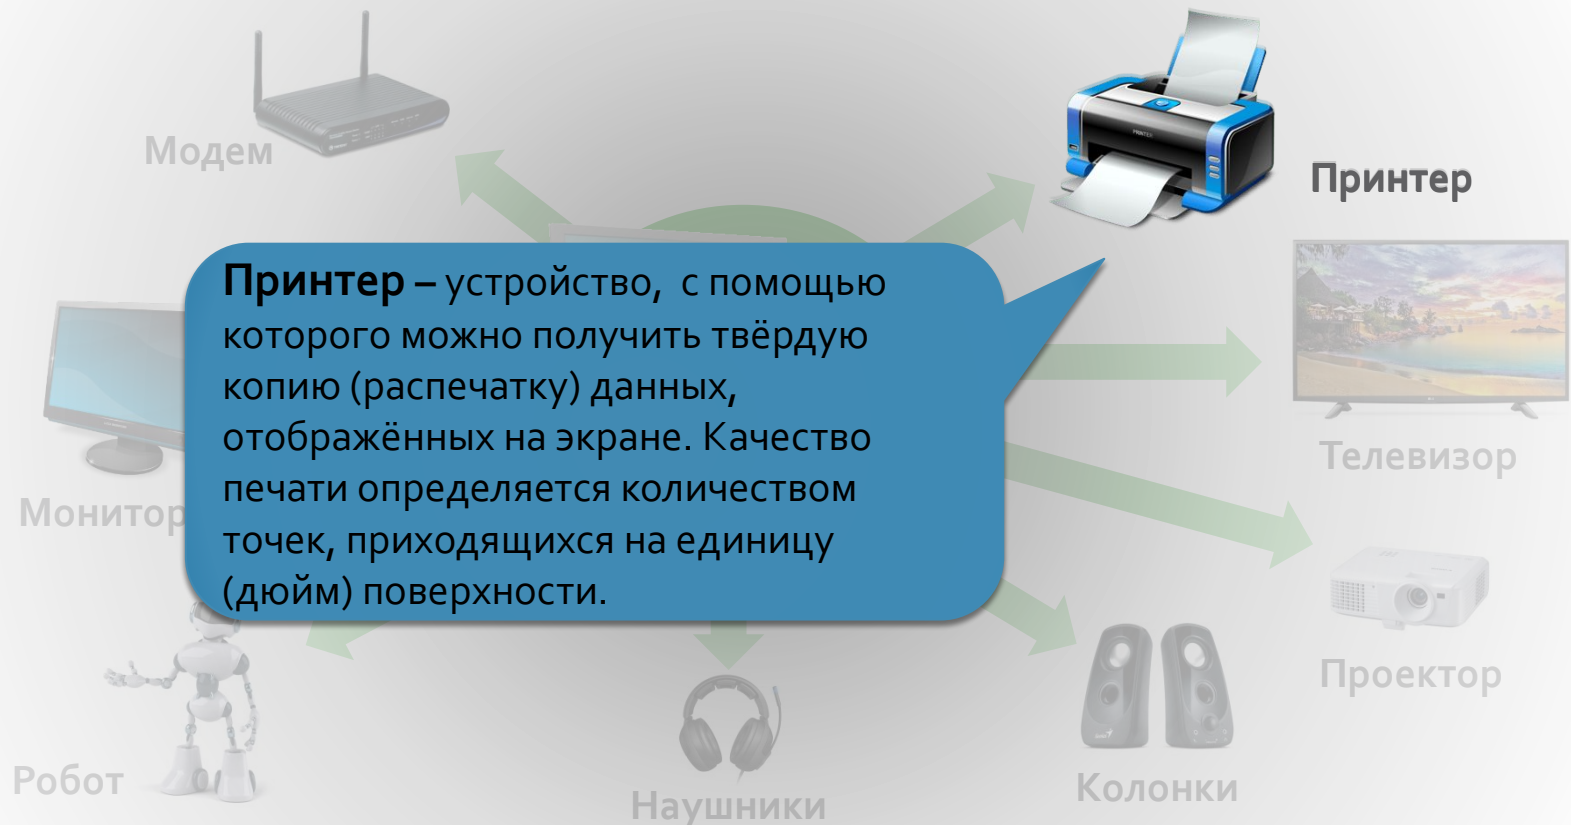 Модем
Принтер
Принтер – устройство, с помощью
которого можно получить твёрдую
копию (распечатку) данных,
отображённых на экране. Качество
печати определяется количеством
точек, приходящихся на единицу
(дюйм) поверхности.
Телевизор
Монитор
Проектор
Робот
Наушники
Колонки